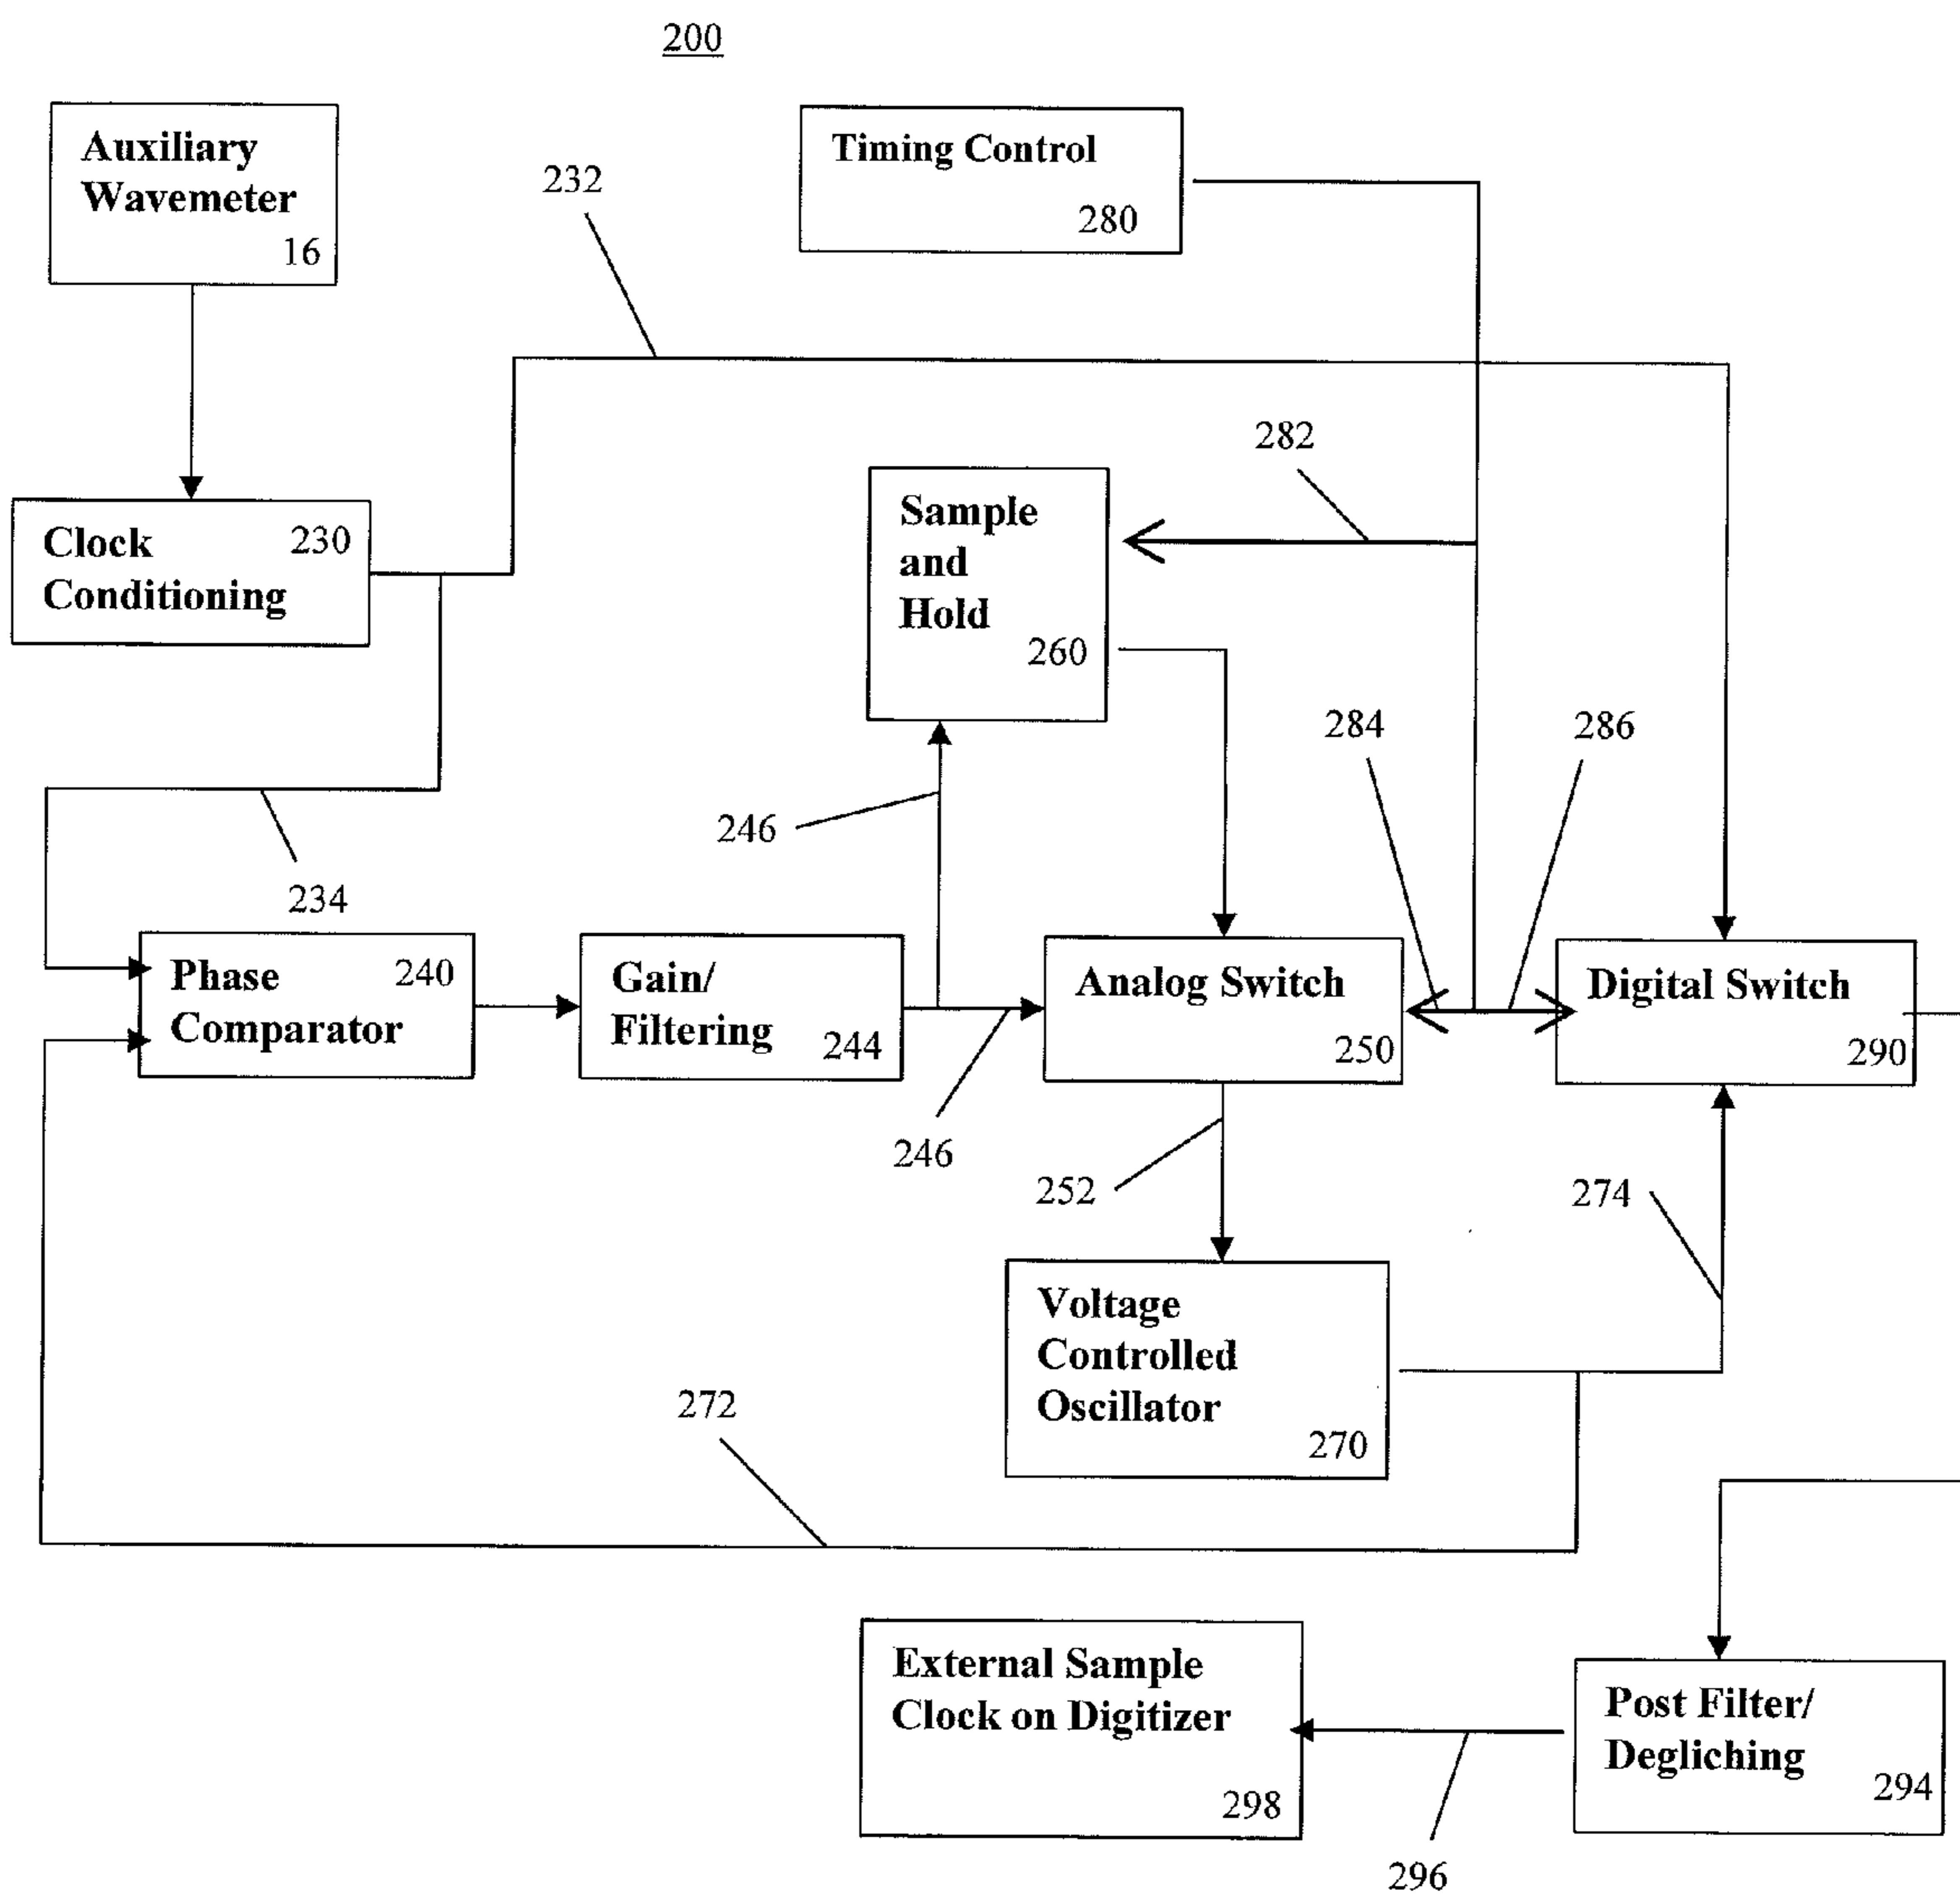 200
Auxiliary
Wavemeter
16
Timing Control
280
232
282
Clock
Conditioning
230
Sample
and
Hold
260
284
286
246
234
Phase
Comparator
240
Gain/
Filtering
244
Analog Switch
250
Digital Switch
290
246
252
274
Voltage
Controlled
Oscillator
270
272
External Sample
Clock on Digitizer
298
Post Filter/
Degliching
294
296